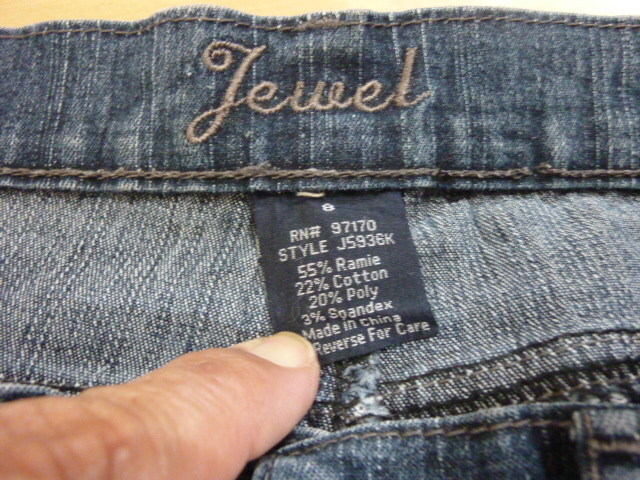 Jewel
8
RN# 97170
STYLE J5936K
55% Ramie
22% Cotton
20% Poly
3% Spandex
Made in China
Reverse For Care